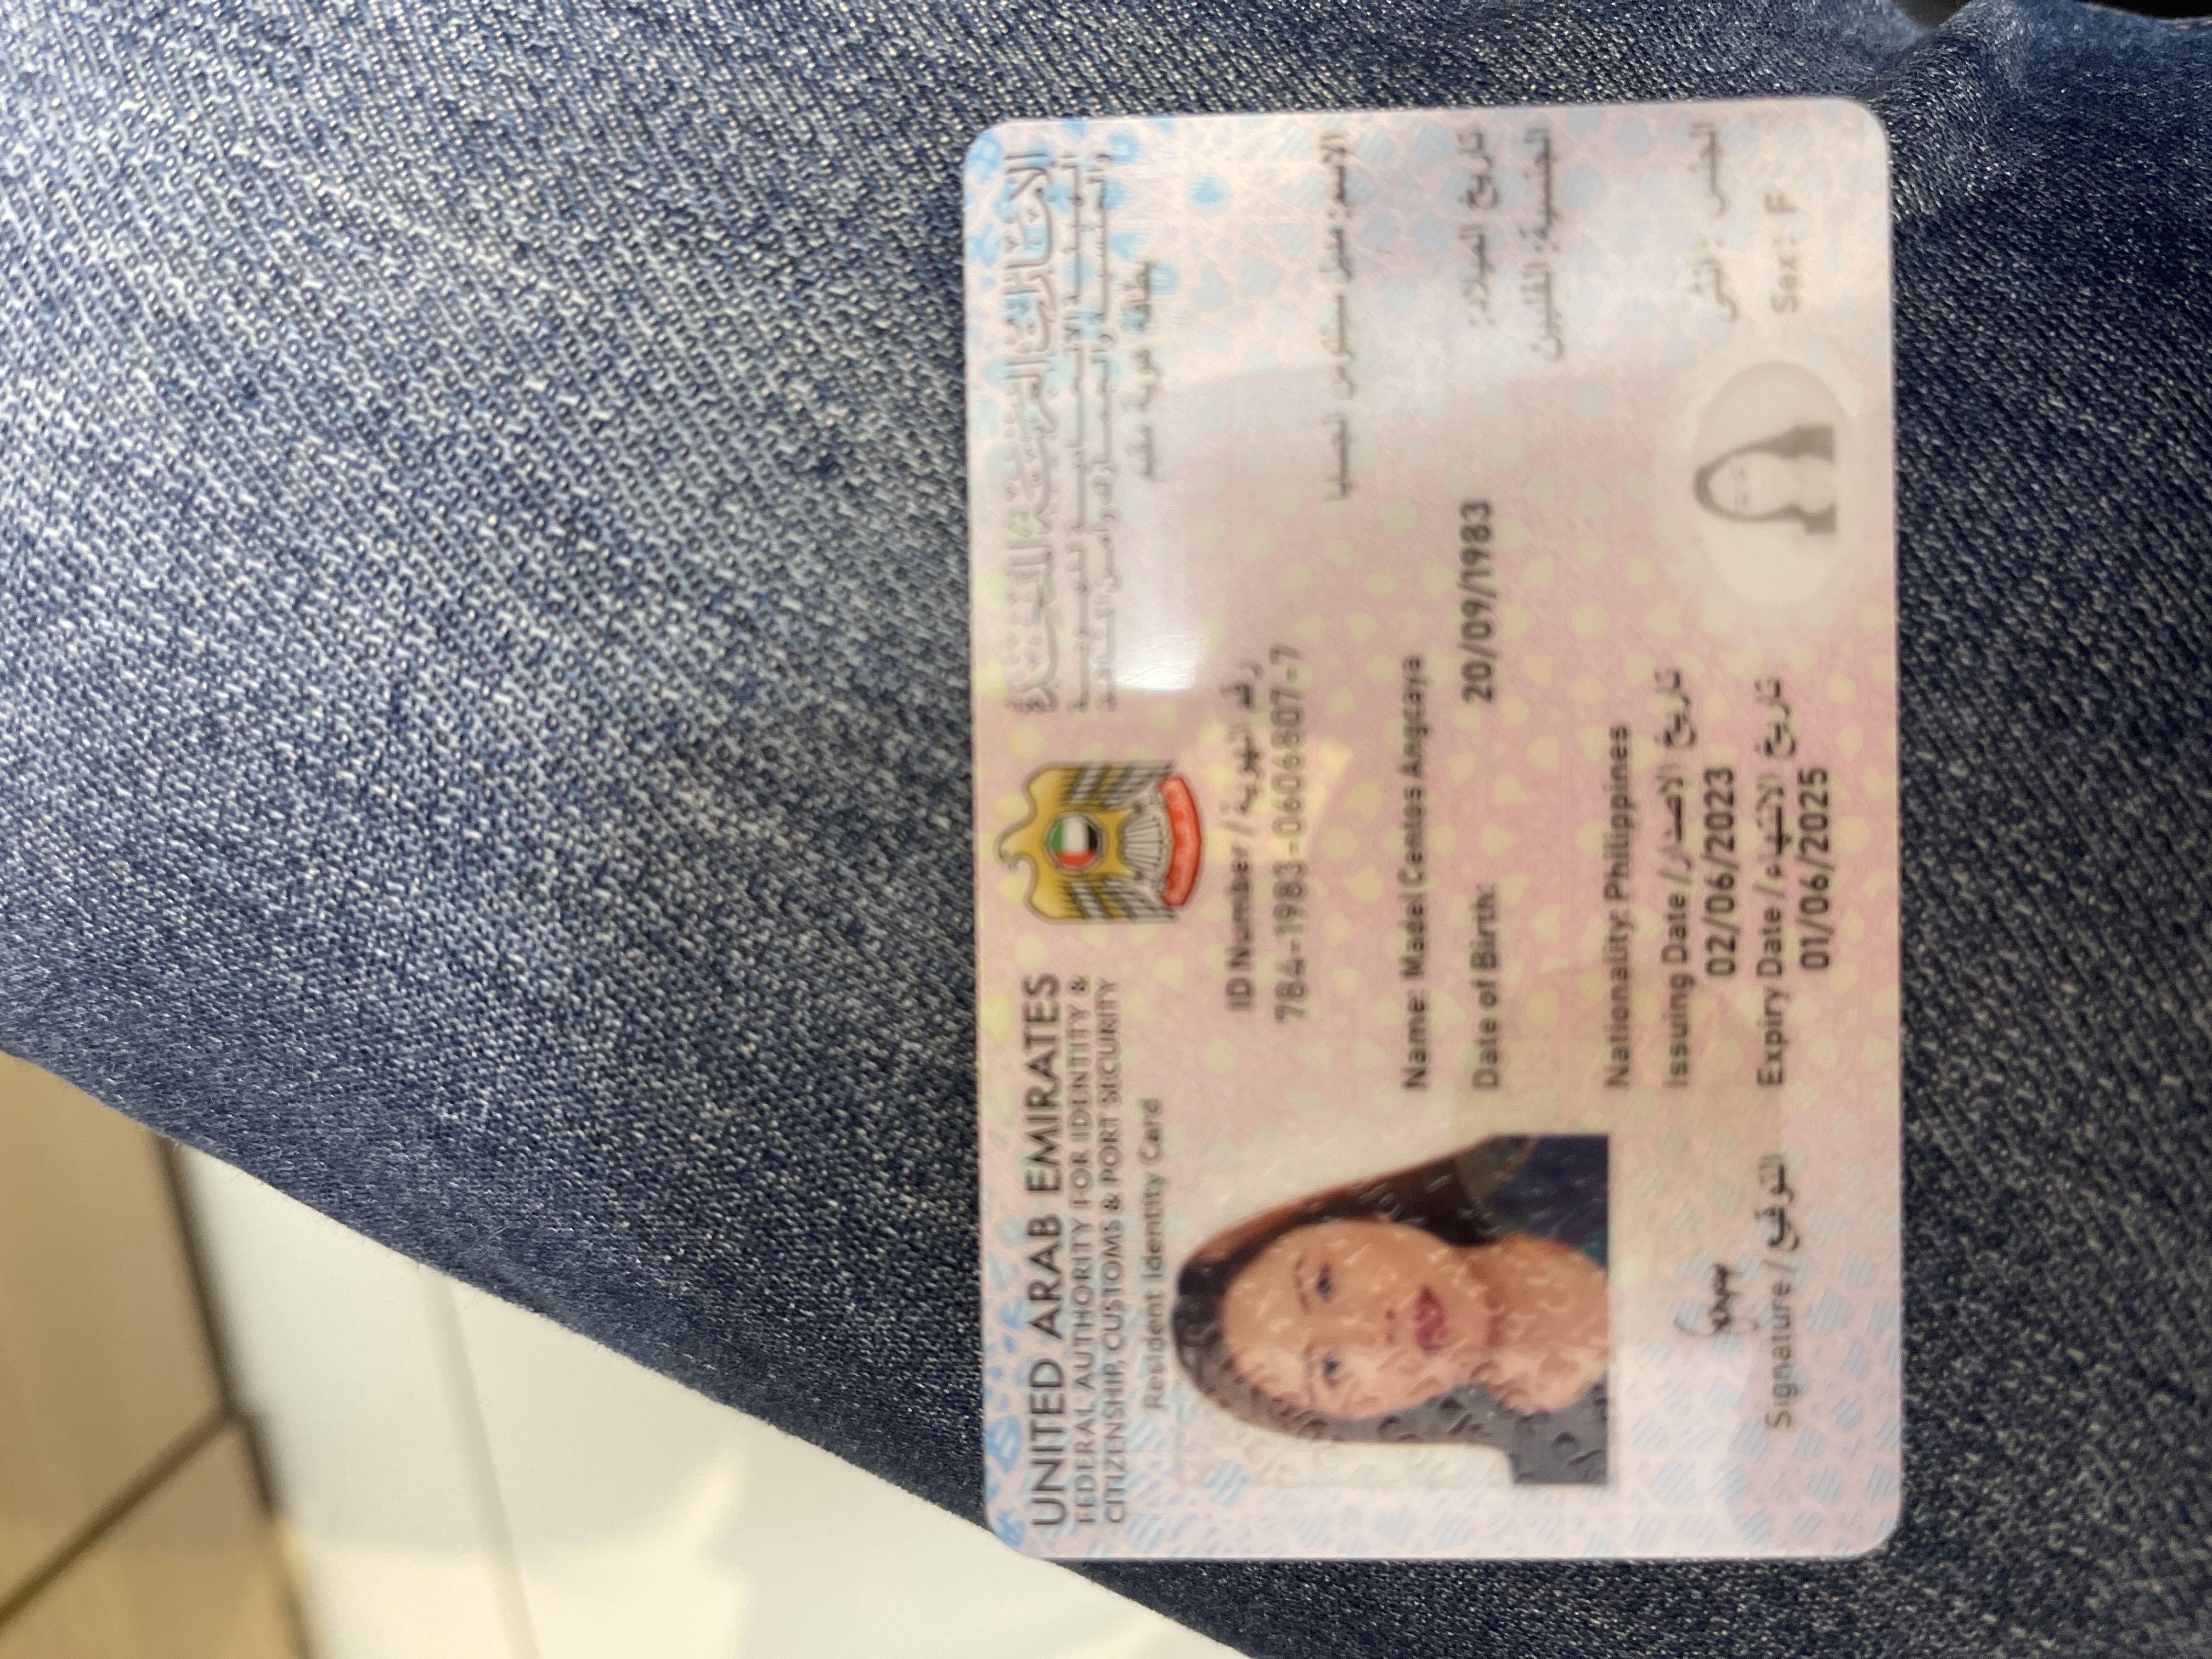 UNITED ARAB EMIRATES
FEDERAL AUTHORITY FOR IDENTITY &
CITIZENSHIP, CUSTOMS & PORT SECURITY
Resident Identity Card
الإمارات العربية المتحدة
الهيئة الاتحادية للهوية
والجنسية والجمارك وأمن المنافذ
بطاقة هوية مقيم
ID Number / رقم الهوية
784-1983-0606807-7
الاسم: مديل سينتوس انجسايا
Name: Madel Centos Angcaya
Date of Birth: 20/09/1983 تاريخ الميلاد:
الجنسية: الفلبين
Nationality: Philippines
Issuing Date / تاريخ الاصدار
02/06/2023
Expiry Date / تاريخ الانتهاء
01/06/2025
Signature / التوقيع
الجنس: انثى
Sex: F